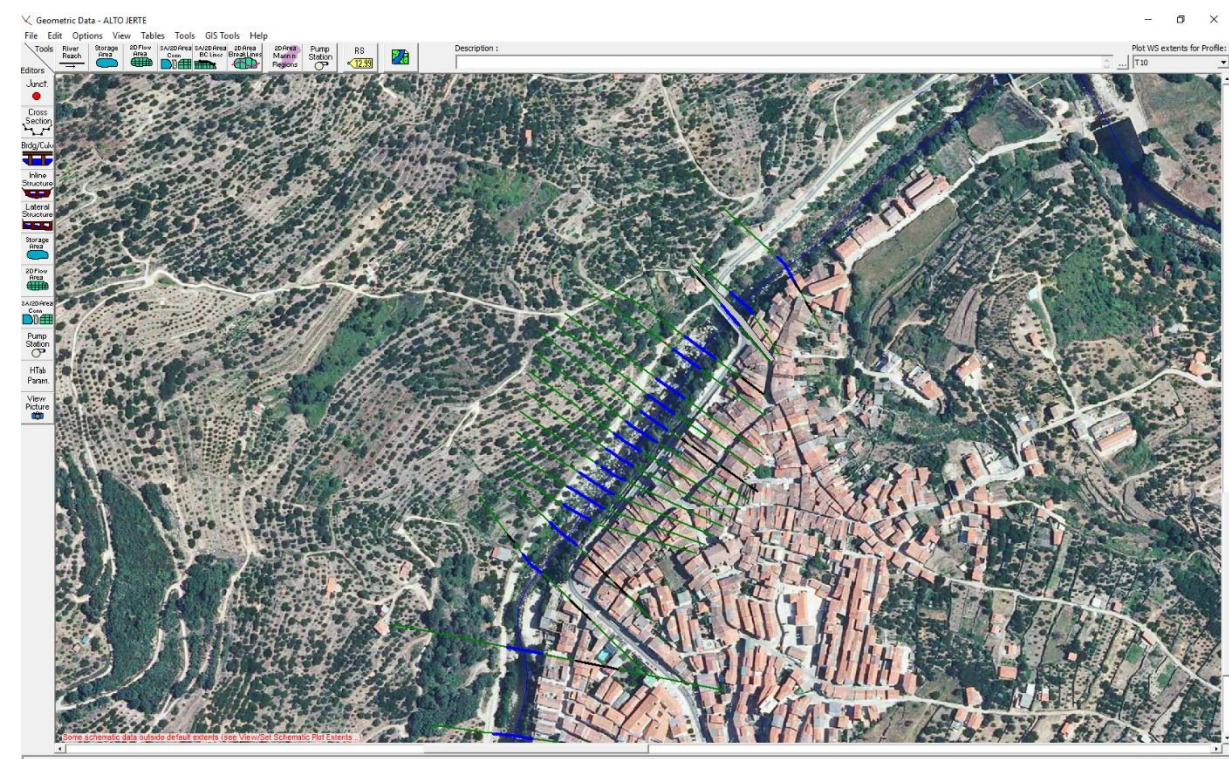 Geometric Data - ALTO JERTE
File Edit Options View Tables Tools GIS Tools Help
Tools
Editors
River
Reach
Storage
Area
2D Flow
Area
SA/2D Area
Conn
SA/2D Area
BC Lines
2D Area
Break Lines
2D Area
Mann n
Regions
Pump
Station
RS
12.99
Description :
...
Plot WS extents for Profile:
T10
Junct.
Cross
Section
Brdg/Culv
Inline
Structure
Lateral
Structure
Storage
Area
2D Flow
Area
SA/2D Area
Conn
Pump
Station
HTab
Param.
View
Picture
Some schematic data outside default extents (see View/Set Schematic Plot Extents...